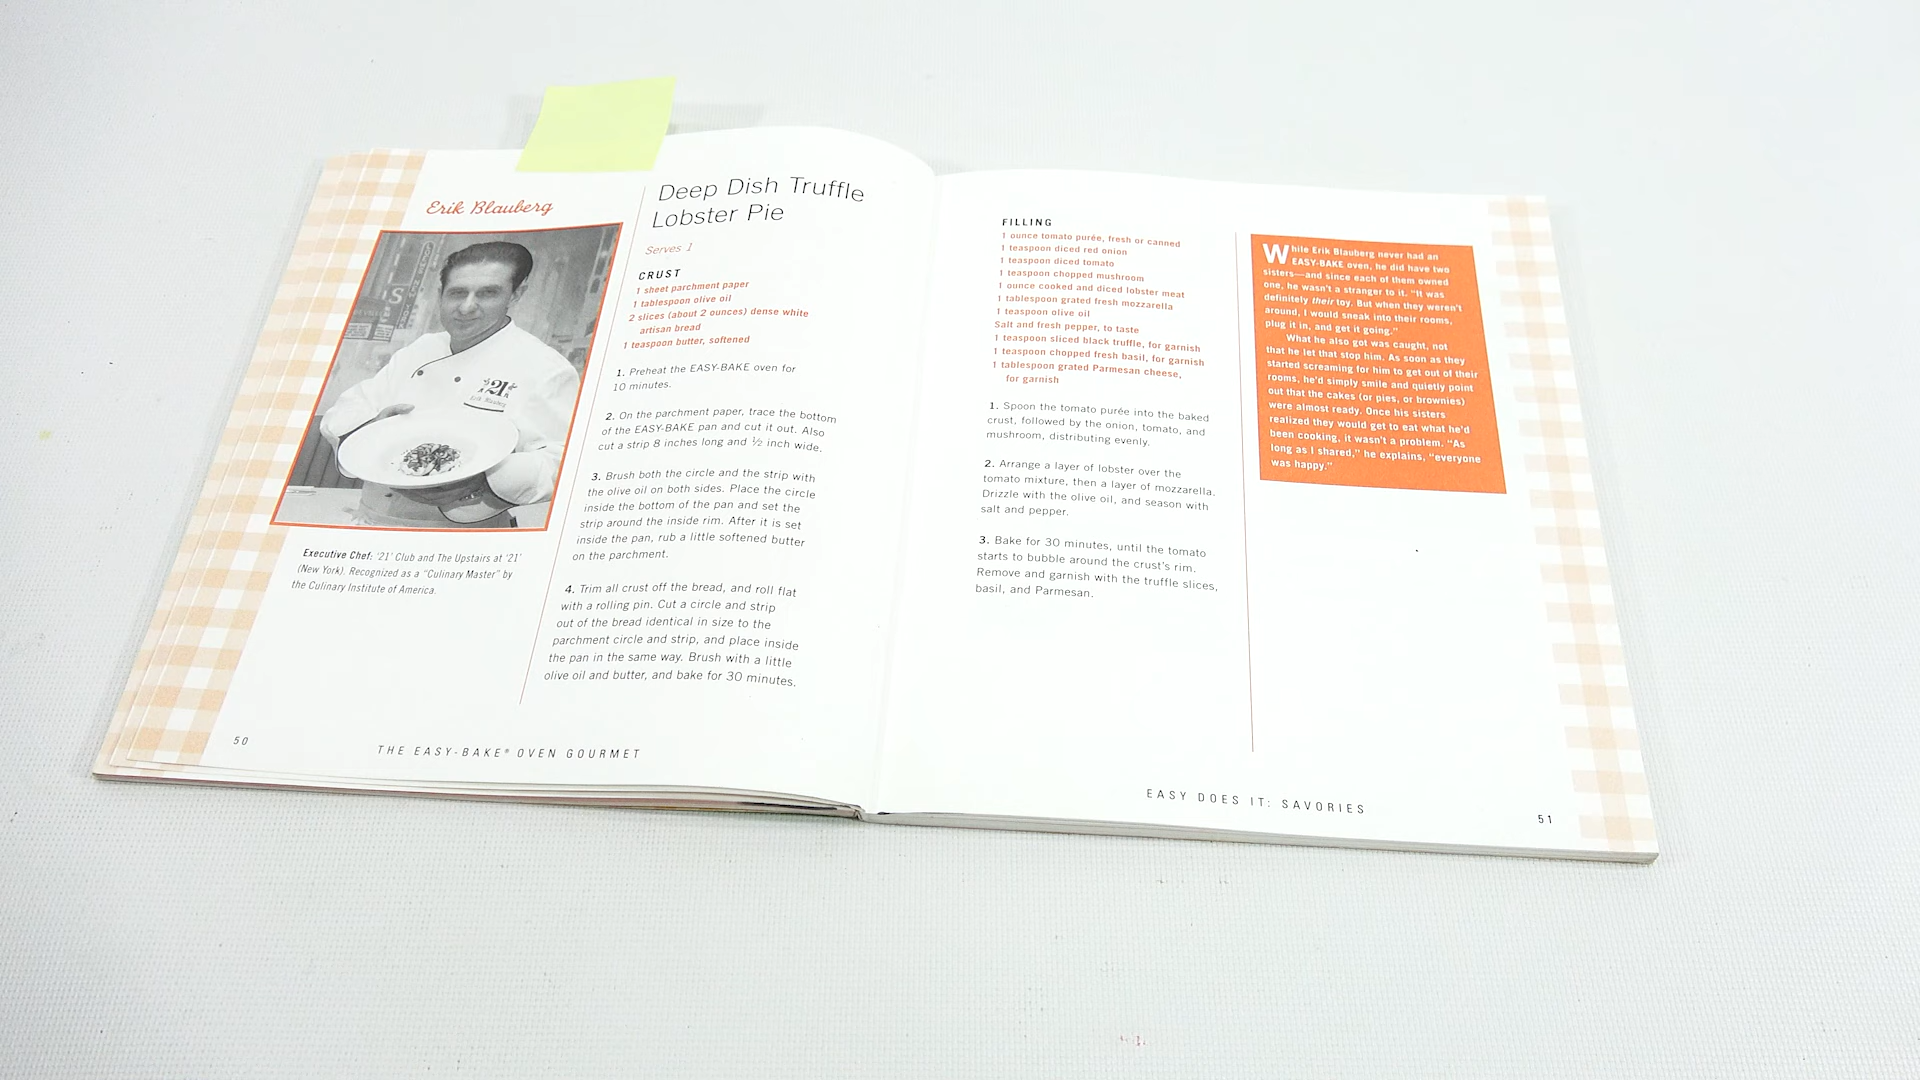 Erik Blauberg
21
Erik Blauberg
Executive Chef: '21' Club and The Upstairs at '21'
(New York). Recognized as a "Culinary Master" by
the Culinary Institute of America.
Deep Dish Truffle
Lobster Pie
Serves 1
CRUST
1 sheet parchment paper
1 tablespoon olive oil
2 slices (about 2 ounces) dense white
artisan bread
1 teaspoon butter, softened
1. Preheat the EASY-BAKE oven for
10 minutes.
2. On the parchment paper, trace the bottom
of the EASY-BAKE pan and cut it out. Also
cut a strip 8 inches long and ½ inch wide.
3. Brush both the circle and the strip with
the olive oil on both sides. Place the circle
inside the bottom of the pan and set the
strip around the inside rim. After it is set
inside the pan, rub a little softened butter
on the parchment.
4. Trim all crust off the bread, and roll flat
with a rolling pin. Cut a circle and strip
out of the bread identical in size to the
parchment circle and strip, and place inside
the pan in the same way. Brush with a little
olive oil and butter, and bake for 30 minutes.
50
THE EASY-BAKE® OVEN GOURMET
FILLING
1 ounce tomato purée, fresh or canned
1 teaspoon diced red onion
1 teaspoon diced tomato
1 teaspoon chopped mushroom
1 ounce cooked and diced lobster meat
1 tablespoon grated fresh mozzarella
1 teaspoon olive oil
Salt and fresh pepper, to taste
1 teaspoon sliced black truffle, for garnish
1 teaspoon chopped fresh basil, for garnish
1 tablespoon grated Parmesan cheese,
for garnish
1. Spoon the tomato purée into the baked
crust, followed by the onion, tomato, and
mushroom, distributing evenly.
2. Arrange a layer of lobster over the
tomato mixture, then a layer of mozzarella.
Drizzle with the olive oil, and season with
salt and pepper.
3. Bake for 30 minutes, until the tomato
starts to bubble around the crust's rim.
Remove and garnish with the truffle slices,
basil, and Parmesan.
While Erik Blauberg never had an
EASY-BAKE oven, he did have two
sisters—and since each of them owned
one, he wasn't a stranger to it. "It was
definitely their toy. But when they weren't
around, I would sneak into their rooms,
plug it in, and get it going."
What he also got was caught, not
that he let that stop him. As soon as they
started screaming for him to get out of their
rooms, he'd simply smile and quietly point
out that the cakes (or pies, or brownies)
were almost ready. Once his sisters
realized they would get to eat what he'd
been cooking, it wasn't a problem. "As
long as I shared," he explains, "everyone
was happy."
EASY DOES IT: SAVORIES
51